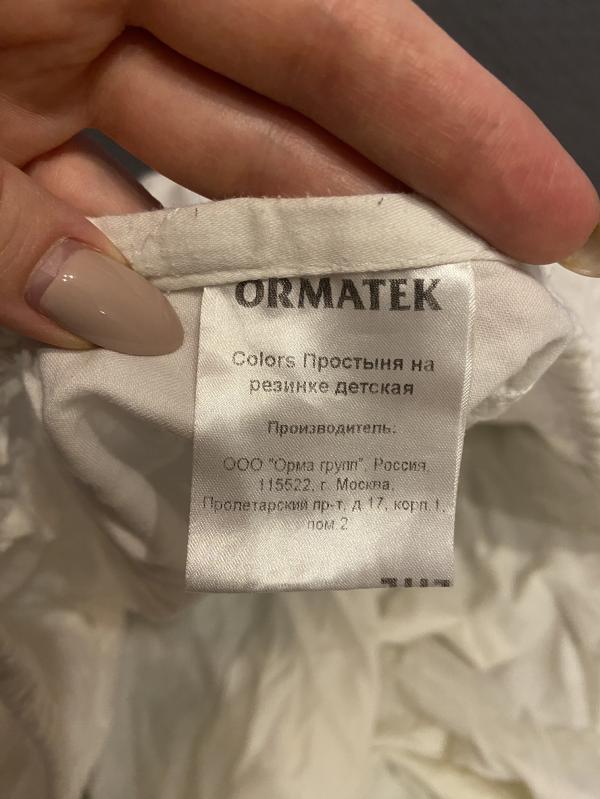 ORMATEK
Colors Простыня на
резинке детская
Производитель:
ООО "Орма групп", Россия,
115522, г. Москва,
Пролетарский пр-т, д.17, корп.1,
пом 2